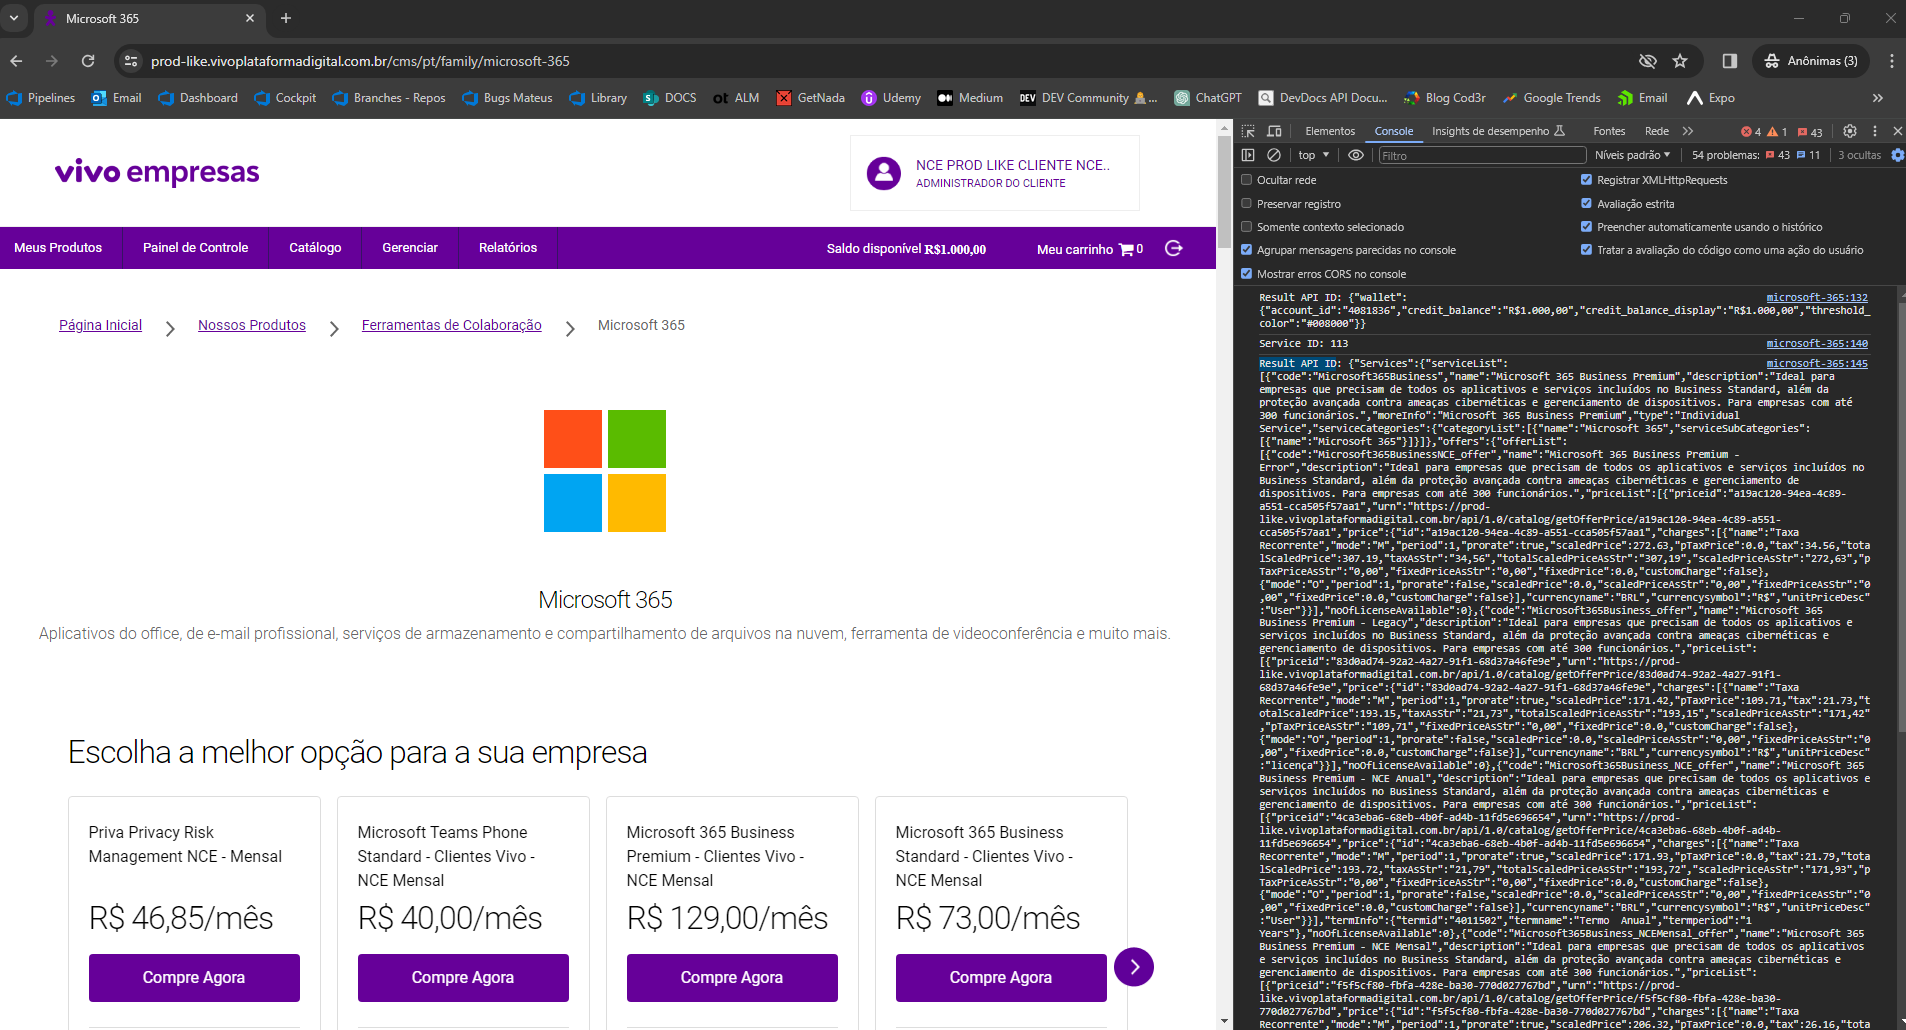 Microsoft 365
prod-like.vivoplataformadigital.com.br/cms/pt/family/microsoft-365
Anônimas (3)
Pipelines
Email
Dashboard
Cockpit
Branches - Repos
Bugs Mateus
Library
DOCS
ALM
GetNada
Udemy
Medium
DEV Community
ChatGPT
DevDocs API Docu...
Blog Cod3r
Google Trends
Email
Expo
vivo empresas
NCE PROD LIKE CLIENTE NCE..
ADMINISTRADOR DO CLIENTE
Meus Produtos
Painel de Controle
Catálogo
Gerenciar
Relatórios
Saldo disponível R$1.000,00
Meu carrinho 0
Página Inicial
Nossos Produtos
Ferramentas de Colaboração
Microsoft 365
Microsoft 365
Aplicativos do office, de e-mail profissional, serviços de armazenamento e compartilhamento de arquivos na nuvem, ferramenta de videoconferência e muito mais.
Escolha a melhor opção para a sua empresa
Priva Privacy Risk
Management NCE - Mensal
R$ 46,85/mês
Compre Agora
Microsoft Teams Phone
Standard - Clientes Vivo -
NCE Mensal
R$ 40,00/mês
Compre Agora
Microsoft 365 Business
Premium - Clientes Vivo -
NCE Mensal
R$ 129,00/mês
Compre Agora
Microsoft 365 Business
Standard - Clientes Vivo -
NCE Mensal
R$ 73,00/mês
Compre Agora
Elementos
Console
Insights de desempenho
Fontes
Rede
4
1
43
top
Filtro
Níveis padrão
54 problemas: 43 11
3 ocultas
Ocultar rede
Registrar XMLHttpRequests
Preservar registro
Avaliação estrita
Somente contexto selecionado
Preencher automaticamente usando o histórico
Agrupar mensagens parecidas no console
Tratar a avaliação do código como uma ação do usuário
Mostrar erros CORS no console
Result API ID: {"wallet": microsoft-365:132
{"account_id":"4081836","credit_balance":"R$1.000,00","credit_balance_display":"R$1.000,00","threshold_
color":"#008000"}}
Service ID: 113 microsoft-365:140
Result API ID: {"Services":{"serviceList": microsoft-365:145
[{"code":"Microsoft365Business","name":"Microsoft 365 Business Premium","description":"Ideal para
empresas que precisam de todos os aplicativos e serviços incluídos no Business Standard, além da
proteção avançada contra ameaças cibernéticas e gerenciamento de dispositivos. Para empresas com até
300 funcionários.","moreInfo":"Microsoft 365 Business Premium","type":"Individual
Service","serviceCategories":{"categoryList":[{"name":"Microsoft 365","serviceSubCategories":
[{"name":"Microsoft 365"}]}]},"offers":{"offerList":
[{"code":"Microsoft365BusinessNCE_offer","name":"Microsoft 365 Business Premium -
Error","description":"Ideal para empresas que precisam de todos os aplicativos e serviços incluídos no
Business Standard, além da proteção avançada contra ameaças cibernéticas e gerenciamento de
dispositivos. Para empresas com até 300 funcionários.","priceList":[{"priceid":"a19ac120-94ea-4c89-
a551-cca505f57aa1","urn":"https://prod-
like.vivoplataformadigital.com.br/api/1.0/catalog/getOfferPrice/a19ac120-94ea-4c89-a551-
cca505f57aa1","price":{"id":"a19ac120-94ea-4c89-a551-cca505f57aa1","charges":[{"name":"Taxa
Recorrente","mode":"M","period":1,"prorate":true,"scaledPrice":272.63,"pTaxPrice":0.0,"tax":34.56,"tota
lScaledPrice":307.19,"taxAsStr":"34,56","totalScaledPriceAsStr":"307,19","scaledPriceAsStr":"272,63","p
TaxPriceAsStr":"0,00","fixedPriceAsStr":"0,00","fixedPrice":0.0,"customCharge":false},
{"mode":"O","period":1,"prorate":false,"scaledPrice":0.0,"scaledPriceAsStr":"0,00","fixedPriceAsStr":"0
,00","fixedPrice":0.0,"customCharge":false}],"currencyname":"BRL","currencysymbol":"R$","unitPriceDesc"
:"User"}}],"noOfLicenseAvailable":0},{"code":"Microsoft365Business_offer","name":"Microsoft 365
Business Premium - Legacy","description":"Ideal para empresas que precisam de todos os aplicativos e
serviços incluídos no Business Standard, além da proteção avançada contra ameaças cibernéticas e
gerenciamento de dispositivos. Para empresas com até 300 funcionários.","priceList":
[{"priceid":"83d0ad74-92a2-4a27-91f1-68d37a46fe9e","urn":"https://prod-
like.vivoplataformadigital.com.br/api/1.0/catalog/getOfferPrice/83d0ad74-92a2-4a27-91f1-
68d37a46fe9e","price":{"id":"83d0ad74-92a2-4a27-91f1-68d37a46fe9e","charges":[{"name":"Taxa
Recorrente","mode":"M","period":1,"prorate":true,"scaledPrice":171.42,"pTaxPrice":109.71,"tax":21.73,"t
otalScaledPrice":193.15,"taxAsStr":"21,73","totalScaledPriceAsStr":"193,15","scaledPriceAsStr":"171,42"
,"pTaxPriceAsStr":"109,71","fixedPriceAsStr":"0,00","fixedPrice":0.0,"customCharge":false},
{"mode":"O","period":1,"prorate":false,"scaledPrice":0.0,"scaledPriceAsStr":"0,00","fixedPriceAsStr":"0
,00","fixedPrice":0.0,"customCharge":false}],"currencyname":"BRL","currencysymbol":"R$","unitPriceDesc"
:"licença"}}],"noOfLicenseAvailable":0},{"code":"Microsoft365Business_NCE_offer","name":"Microsoft 365
Business Premium - NCE Anual","description":"Ideal para empresas que precisam de todos os aplicativos e
serviços incluídos no Business Standard, além da proteção avançada contra ameaças cibernéticas e
gerenciamento de dispositivos. Para empresas com até 300 funcionários.","priceList":
[{"priceid":"4ca3eba6-68eb-4b0f-ad4b-11fd5e696654","urn":"https://prod-
like.vivoplataformadigital.com.br/api/1.0/catalog/getOfferPrice/4ca3eba6-68eb-4b0f-ad4b-
11fd5e696654","price":{"id":"4ca3eba6-68eb-4b0f-ad4b-11fd5e696654","charges":[{"name":"Taxa
Recorrente","mode":"M","period":1,"prorate":true,"scaledPrice":171.93,"pTaxPrice":0.0,"tax":21.79,"tota
lScaledPrice":193.72,"taxAsStr":"21,79","totalScaledPriceAsStr":"193,72","scaledPriceAsStr":"171,93","p
TaxPriceAsStr":"0,00","fixedPriceAsStr":"0,00","fixedPrice":0.0,"customCharge":false},
{"mode":"O","period":1,"prorate":false,"scaledPrice":0.0,"scaledPriceAsStr":"0,00","fixedPriceAsStr":"0
,00","fixedPrice":0.0,"customCharge":false}],"currencyname":"BRL","currencysymbol":"R$","unitPriceDesc"
:"User"}}],"termInfo":{"termid":"4011502","termname":"Termo  Anual","termperiod":"1
Years"},"noOfLicenseAvailable":0},{"code":"Microsoft365Business_NCEMensal_offer","name":"Microsoft 365
Business Premium - NCE Mensal","description":"Ideal para empresas que precisam de todos os aplicativos
e serviços incluídos no Business Standard, além da proteção avançada contra ameaças cibernéticas e
gerenciamento de dispositivos. Para empresas com até 300 funcionários.","priceList":
[{"priceid":"f5f5cf80-fbfa-428e-ba30-770d027767bd","urn":"https://prod-
like.vivoplataformadigital.com.br/api/1.0/catalog/getOfferPrice/f5f5cf80-fbfa-428e-ba30-
770d027767bd","price":{"id":"f5f5cf80-fbfa-428e-ba30-770d027767bd","charges":[{"name":"Taxa
Recorrente","mode":"M","period":1,"prorate":true,"scaledPrice":206.32,"pTaxPrice":0.0,"tax":26.16,"tota